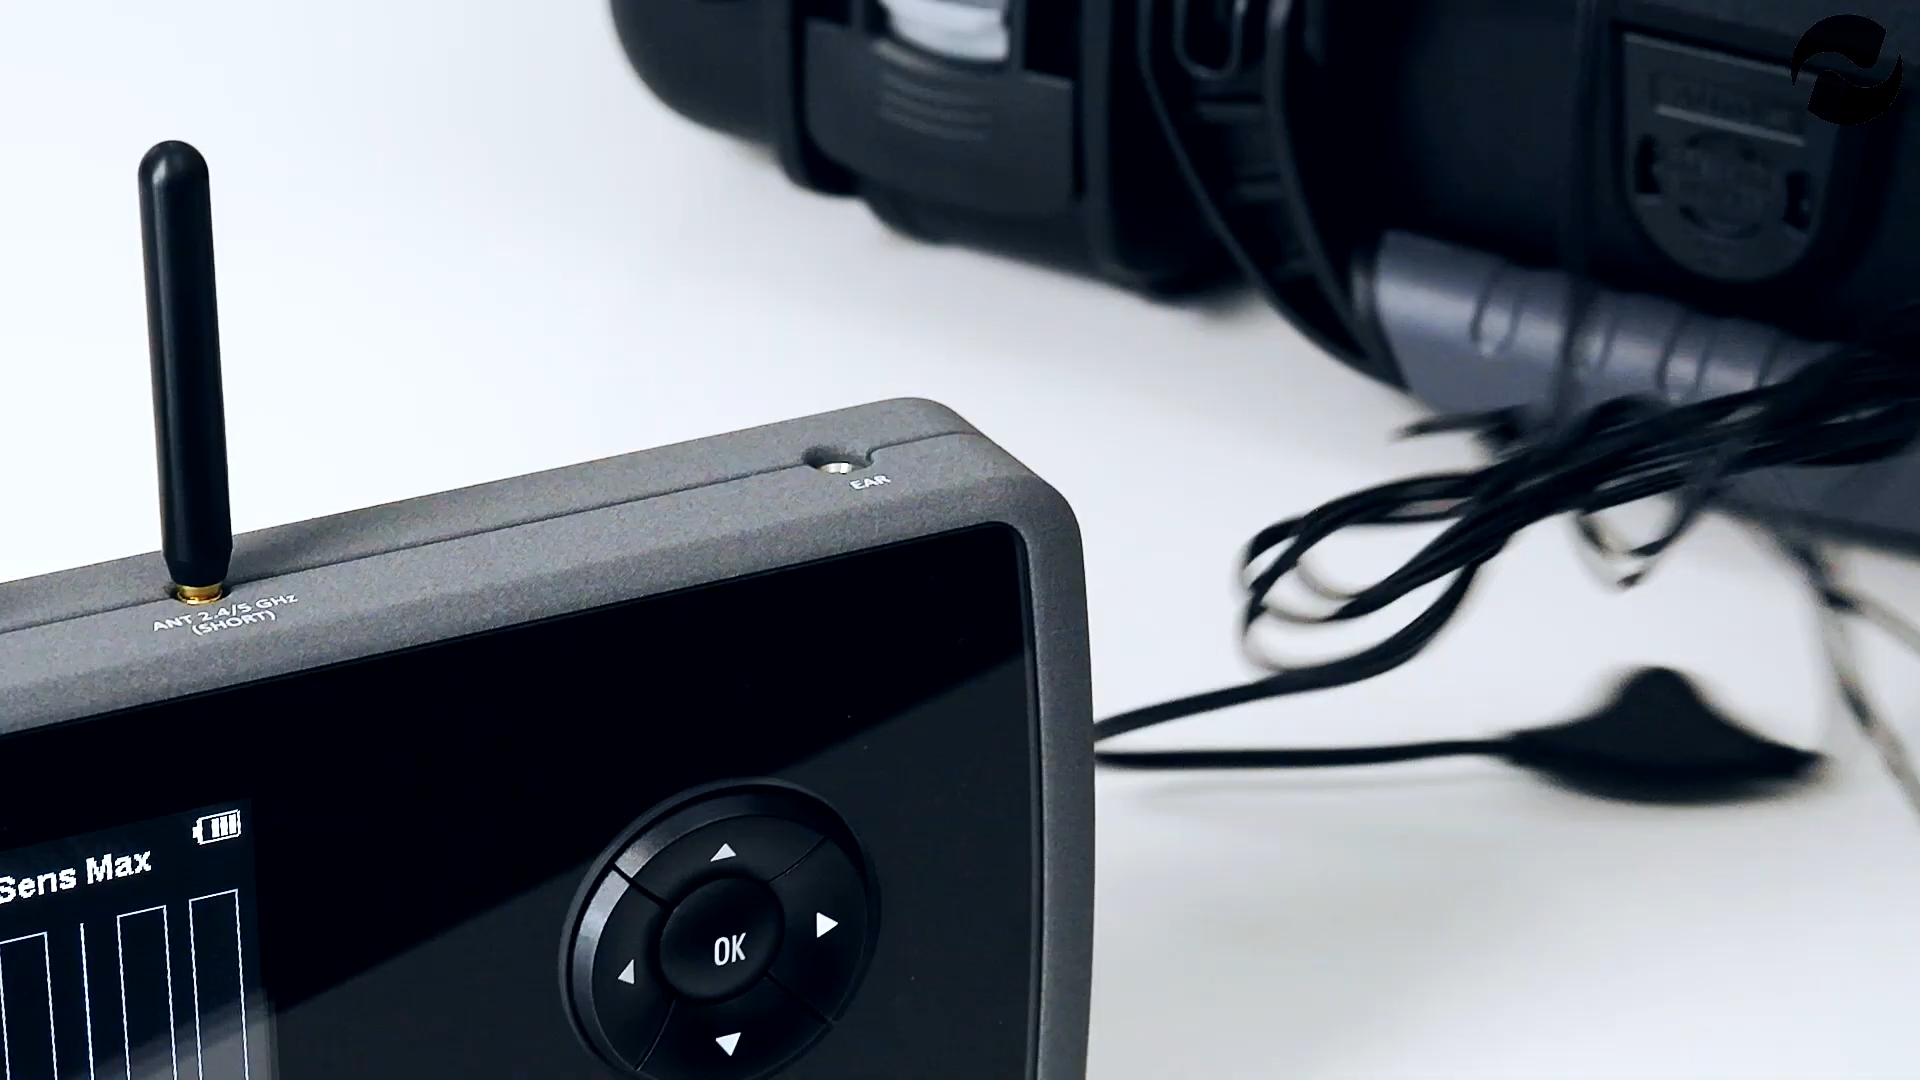 EAR
ANT 2.4/5 GHz
(SHORT)
Sens Max
OK